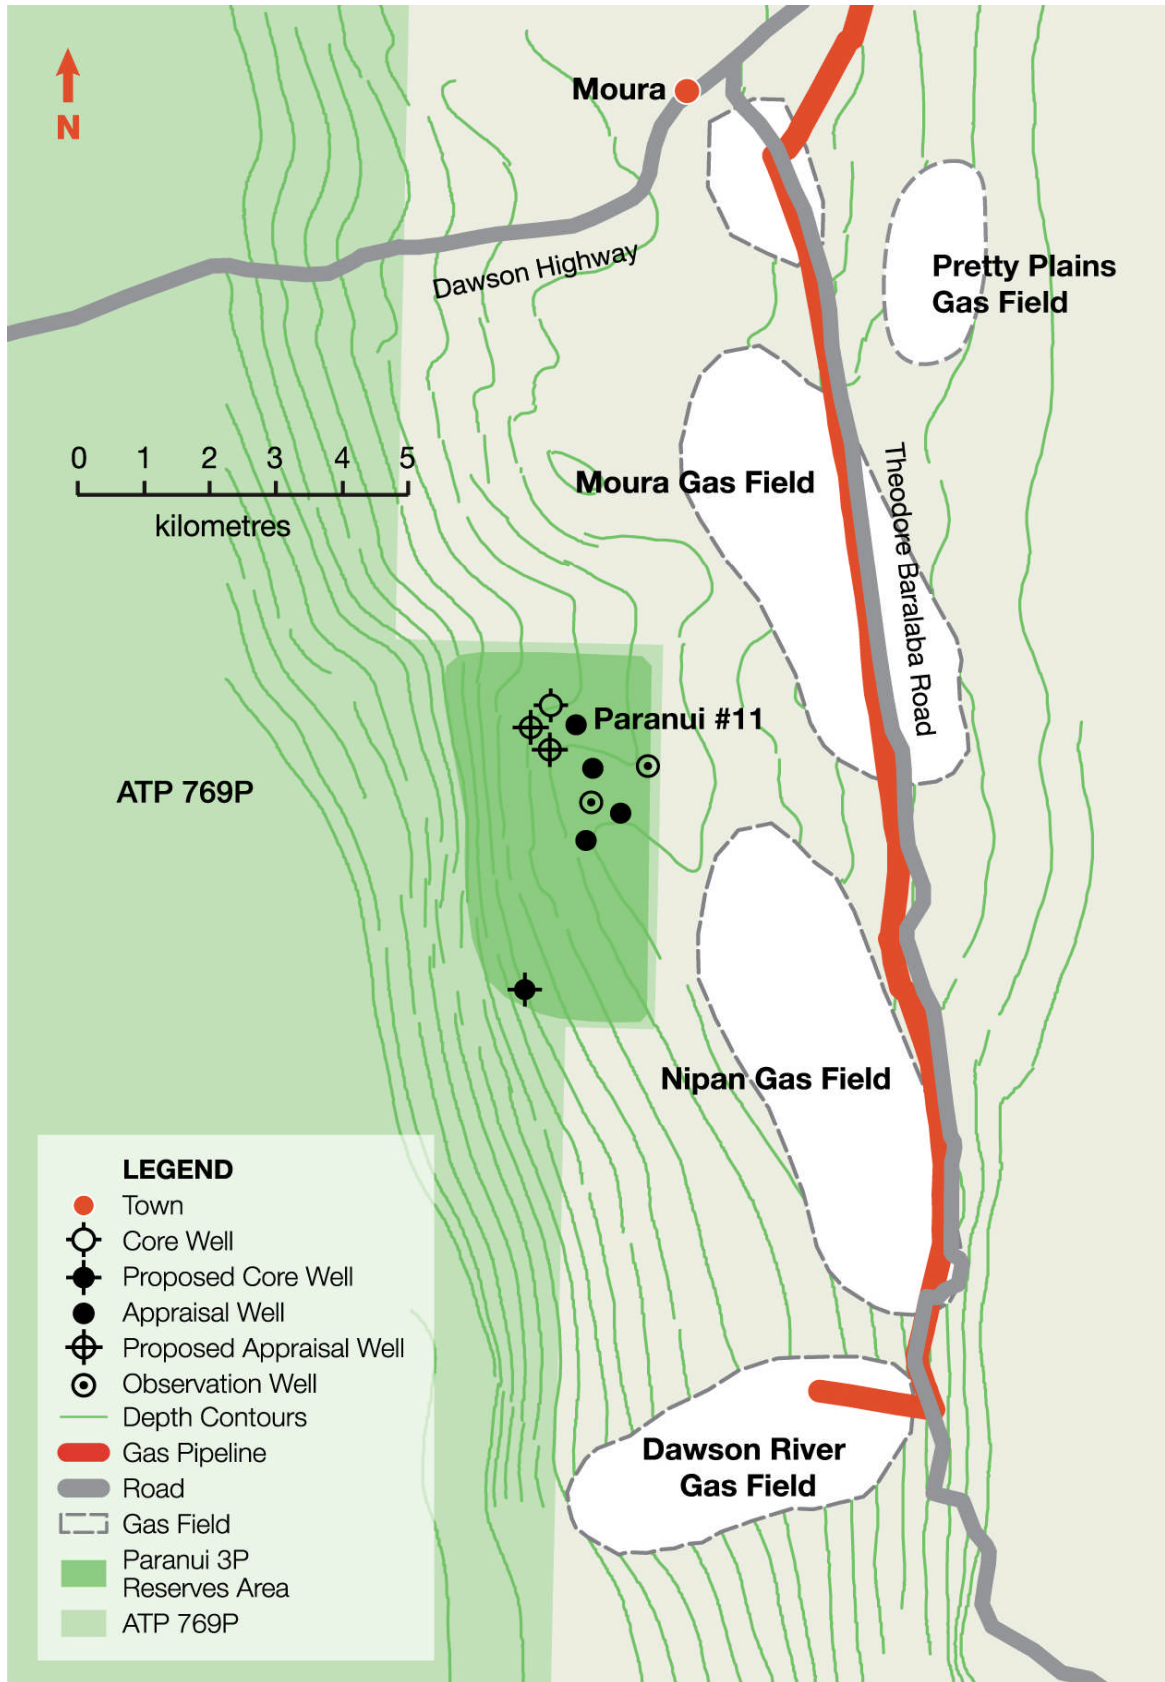 N
Moura
Dawson Highway
Pretty Plains
Gas Field
0 1 2 3 4 5
kilometres
Moura Gas Field
Theodore Baralaba Road
Paranui #11
ATP 769P
Nipan Gas Field
Dawson River
Gas Field
LEGEND
Town
Core Well
Proposed Core Well
Appraisal Well
Proposed Appraisal Well
Observation Well
Depth Contours
Gas Pipeline
Road
Gas Field
Paranui 3P
Reserves Area
ATP 769P